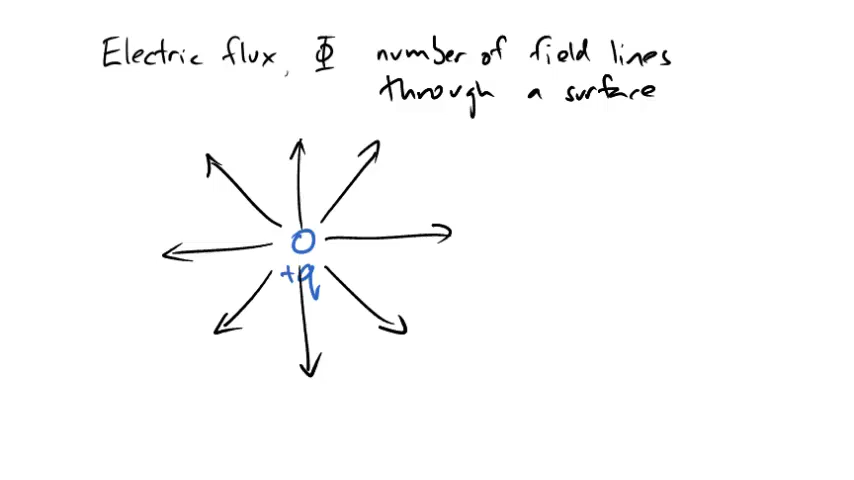 Electric flux, Φ number of field lines
through a surface
+q